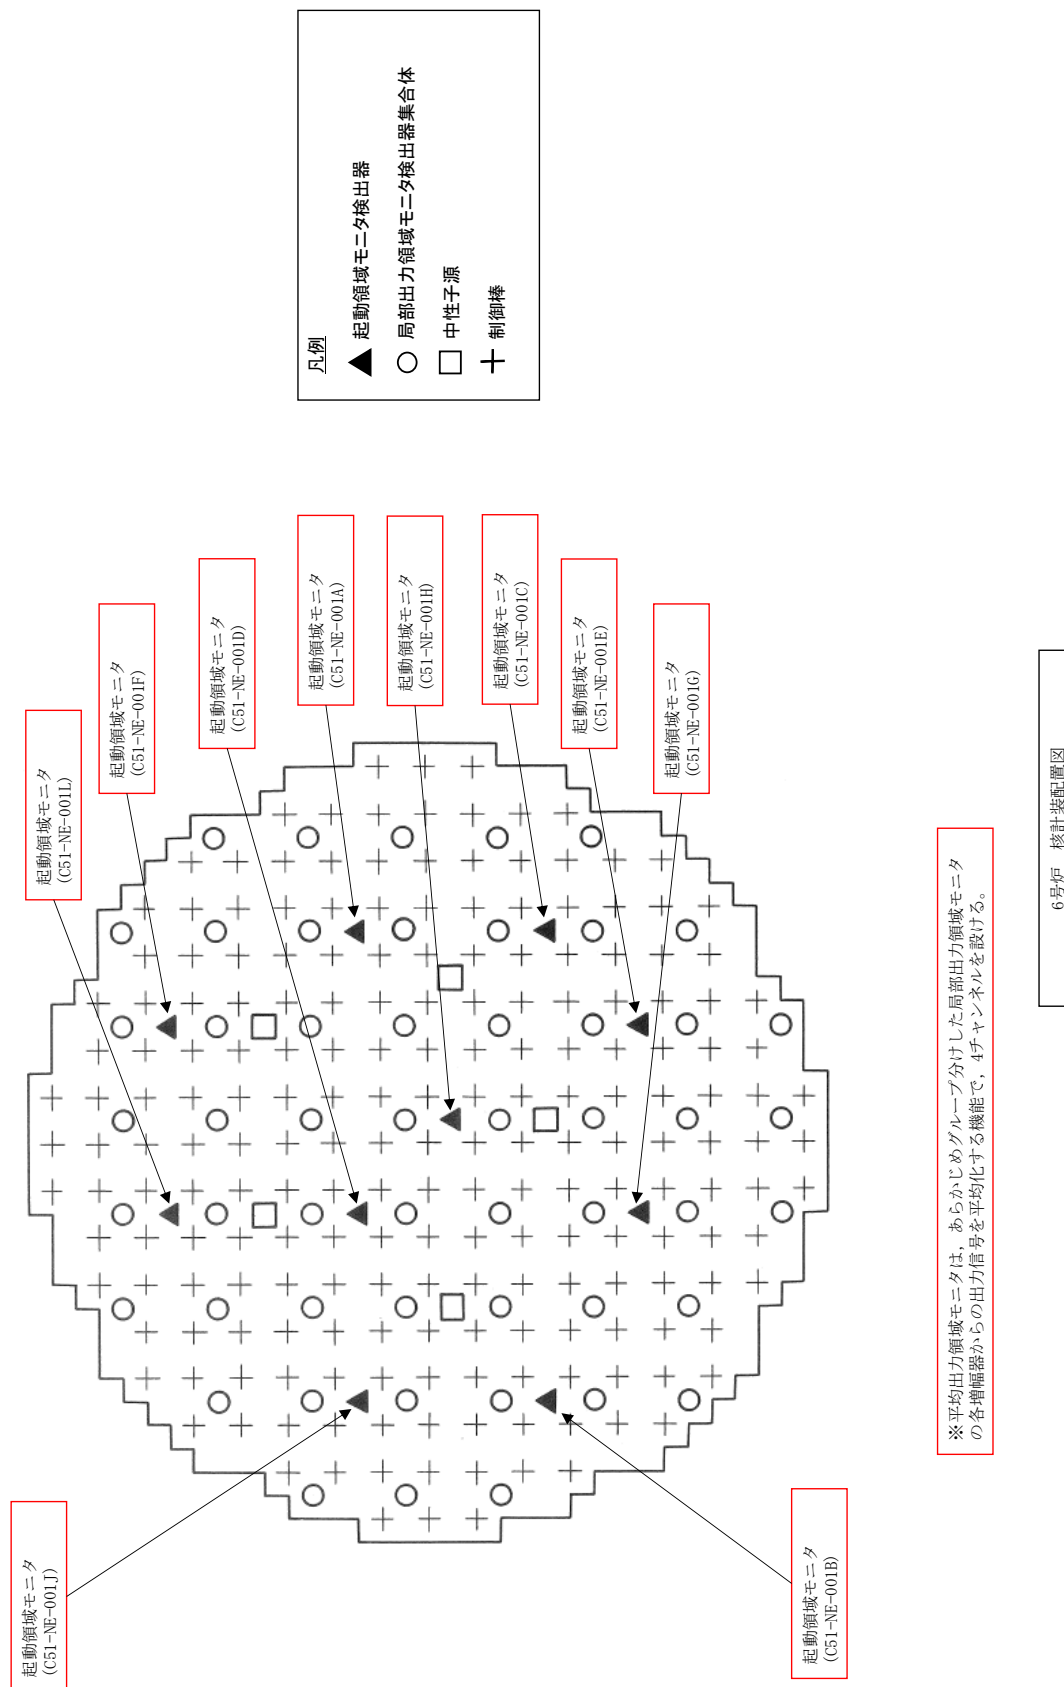 起動領域モニタ
(C51-NE-001J)
起動領域モニタ
(C51-NE-001L)
起動領域モニタ
(C51-NE-001F)
起動領域モニタ
(C51-NE-001D)
起動領域モニタ
(C51-NE-001A)
起動領域モニタ
(C51-NE-001H)
起動領域モニタ
(C51-NE-001C)
起動領域モニタ
(C51-NE-001E)
起動領域モニタ
(C51-NE-001G)
起動領域モニタ
(C51-NE-001B)
凡例
起動領域モニタ検出器
局部出力領域モニタ検出器集合体
中性子源
制御棒
※平均出力領域モニタは，あらかじめグループ分けした局部出力領域モニタ
の各増幅器からの出力信号を平均化する機能で，4チャンネルを設ける。
6号炉　核計装配置図